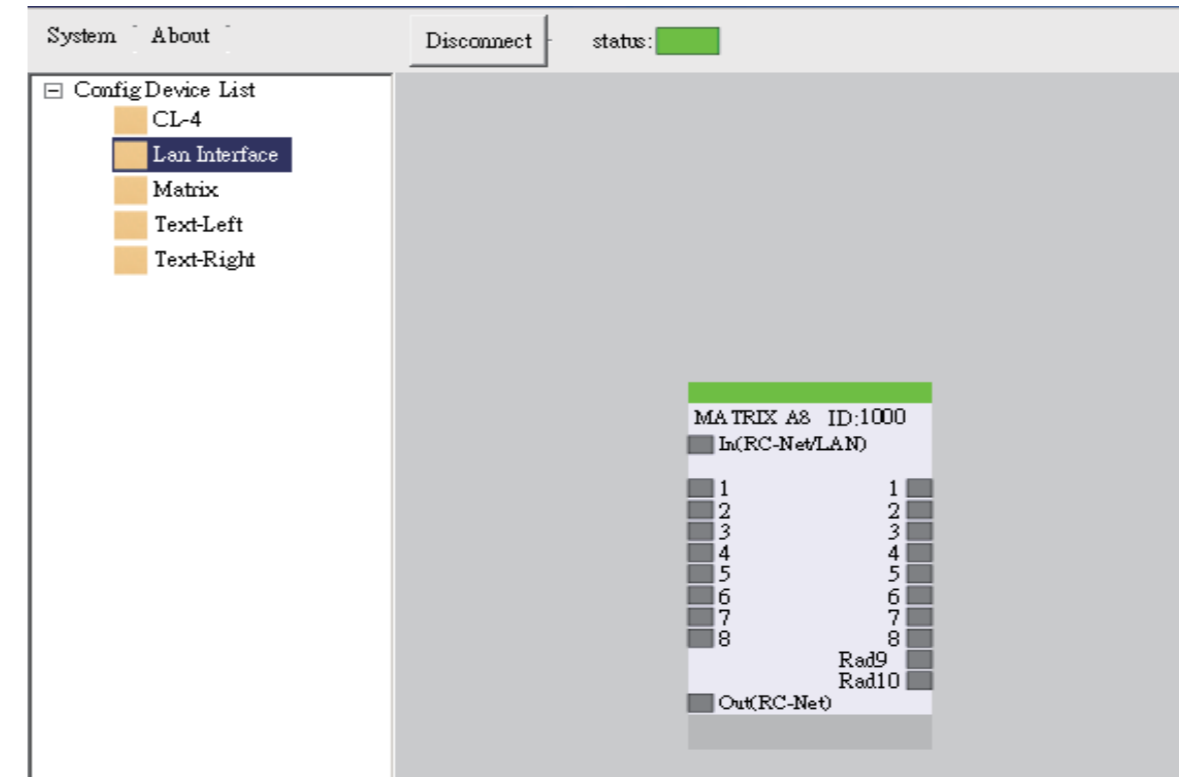 System About Disconnect status:
Config Device List
CL-4
Lan Interface
Matrix
Text-Left
Text-Right
MATRIX A8 ID:1000
In(RC-Net/LAN)
1 1
2 2
3 3
4 4
5 5
6 6
7 7
8 8
Rad9
Rad10
Out(RC-Net)